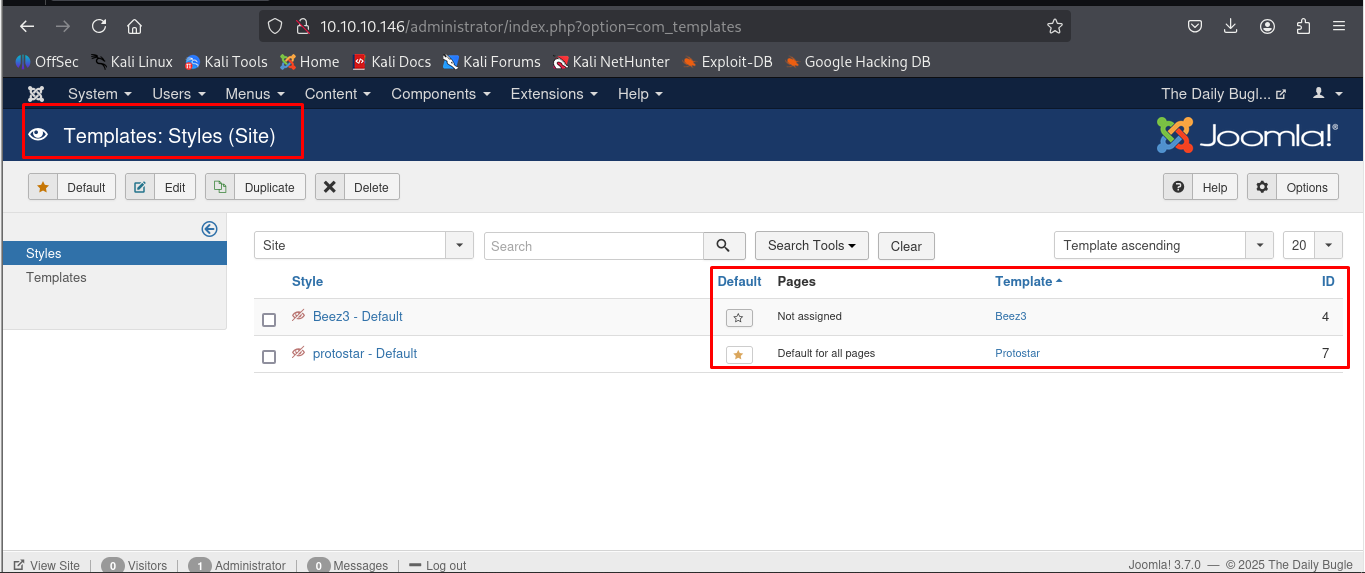 10.10.10.146/administrator/index.php?option=com_templates
OffSec Kali Linux Kali Tools Home Kali Docs Kali Forums Kali NetHunter Exploit-DB Google Hacking DB
System Users Menus Content Components Extensions Help The Daily Bugl...
Templates: Styles (Site) Joomla!®
Default Edit Duplicate Delete Help Options
Site Search Search Tools Clear Template ascending 20
Styles
Templates
Style Default Pages Template ID
Beez3 - Default Not assigned Beez3 4
protostar - Default Default for all pages Protostar 7
View Site | 0 Visitors | 1 Administrator | 0 Messages | Log out Joomla! 3.7.0 — © 2025 The Daily Bugle